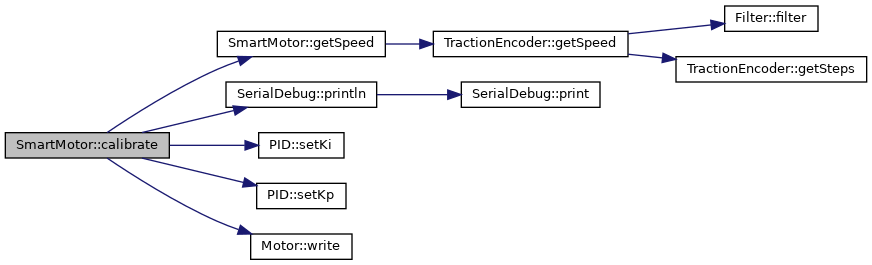 SmartMotor::calibrate
SmartMotor::getSpeed
TractionEncoder::getSpeed
Filter::filter
TractionEncoder::getSteps
SerialDebug::println
SerialDebug::print
PID::setKi
PID::setKp
Motor::write